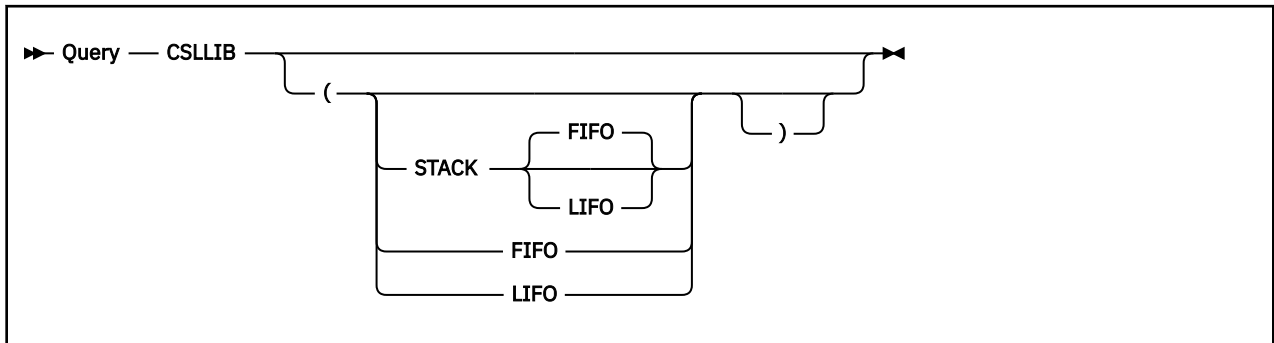 Query CSLLIB
(
FIFO
)
STACK
LIFO
FIFO
LIFO